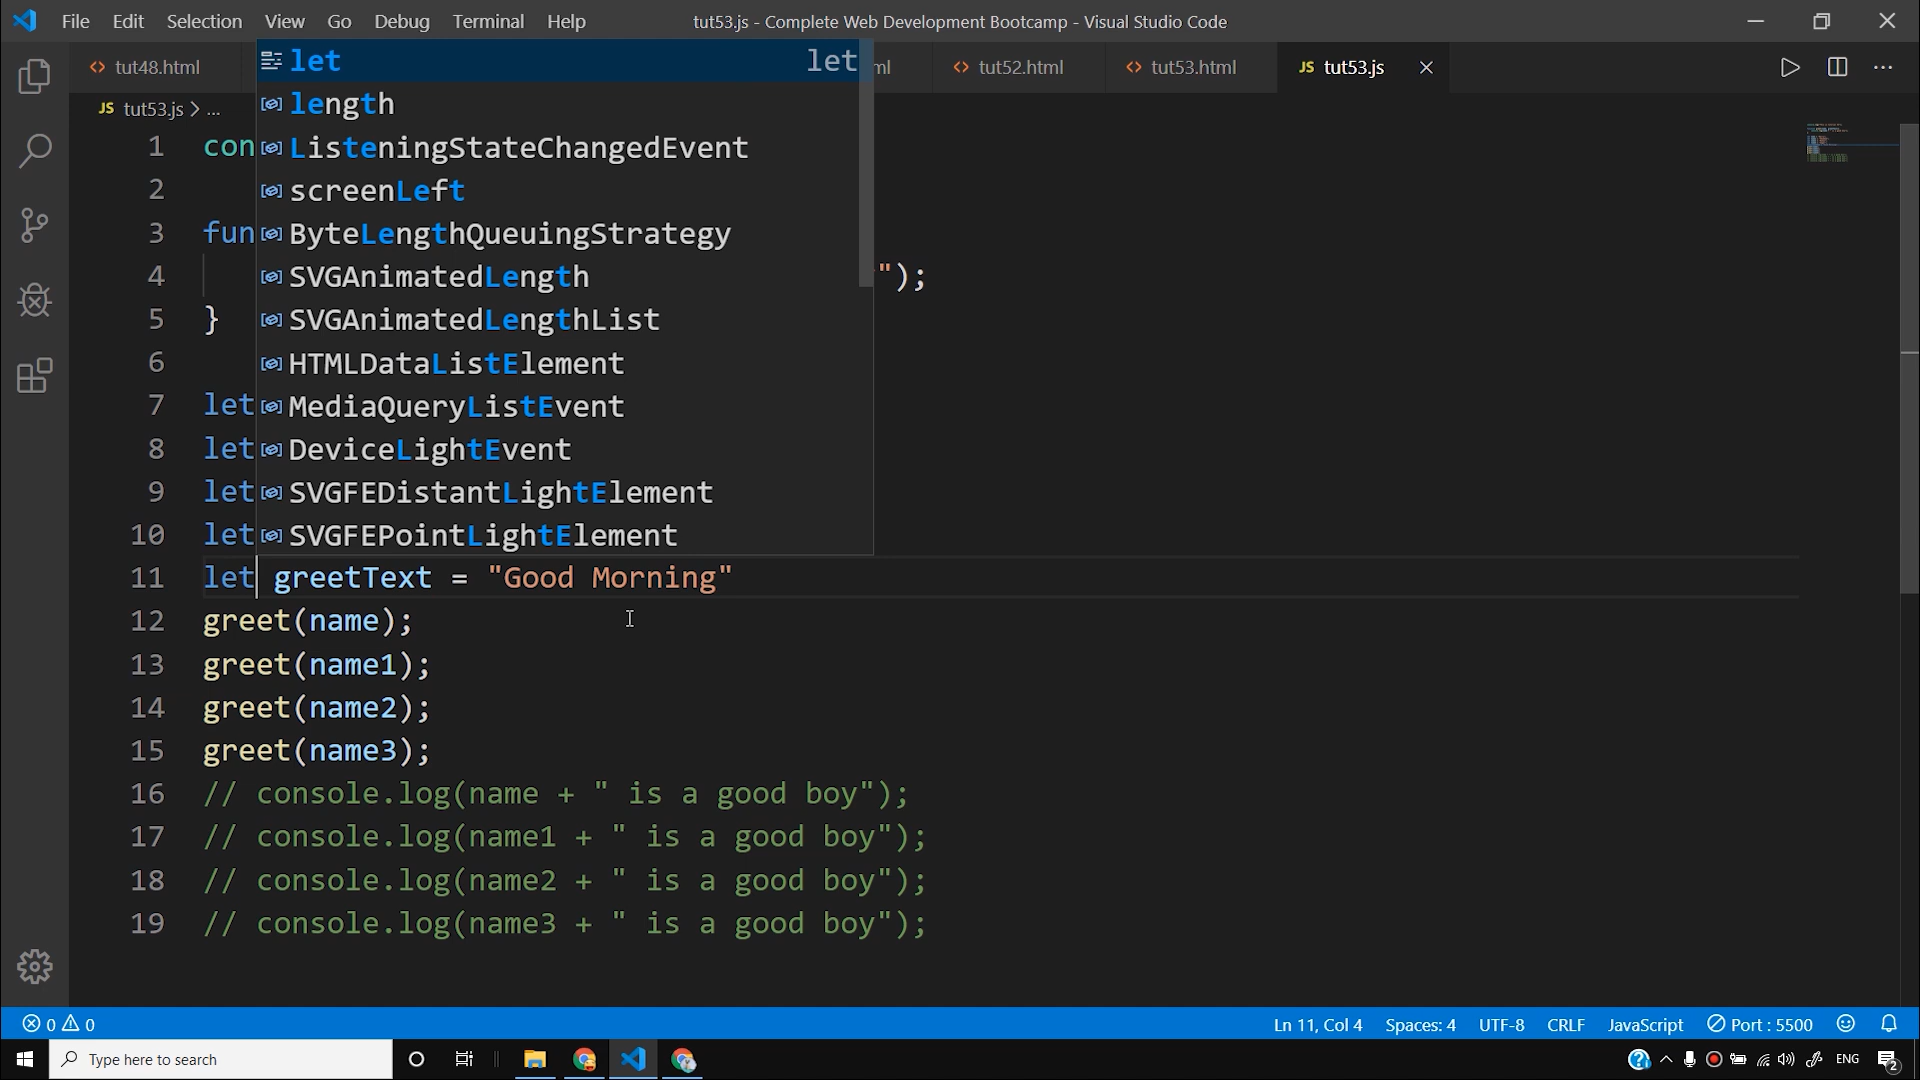 File Edit Selection View Go Debug Terminal Help tut53.js - Complete Web Development Bootcamp - Visual Studio Code
tut48.html ml tut52.html tut53.html JS tut53.js
JS tut53.js > ...
let let
length
ListeningStateChangedEvent
screenLeft
ByteLengthQueuingStrategy
SVGAnimatedLength
SVGAnimatedLengthList
HTMLDataListElement
MediaQueryListEvent
DeviceLightEvent
SVGFEDistantLightElement
SVGFEPointLightElement
1 con
2
3 fun
4 ");
5 }
6
7 let
8 let
9 let
10 let
11 let greetText = "Good Morning"
12 greet(name);
13 greet(name1);
14 greet(name2);
15 greet(name3);
16 // console.log(name + " is a good boy");
17 // console.log(name1 + " is a good boy");
18 // console.log(name2 + " is a good boy");
19 // console.log(name3 + " is a good boy");
0 0 Ln 11, Col 4 Spaces: 4 UTF-8 CRLF JavaScript Port : 5500
Type here to search ENG 2